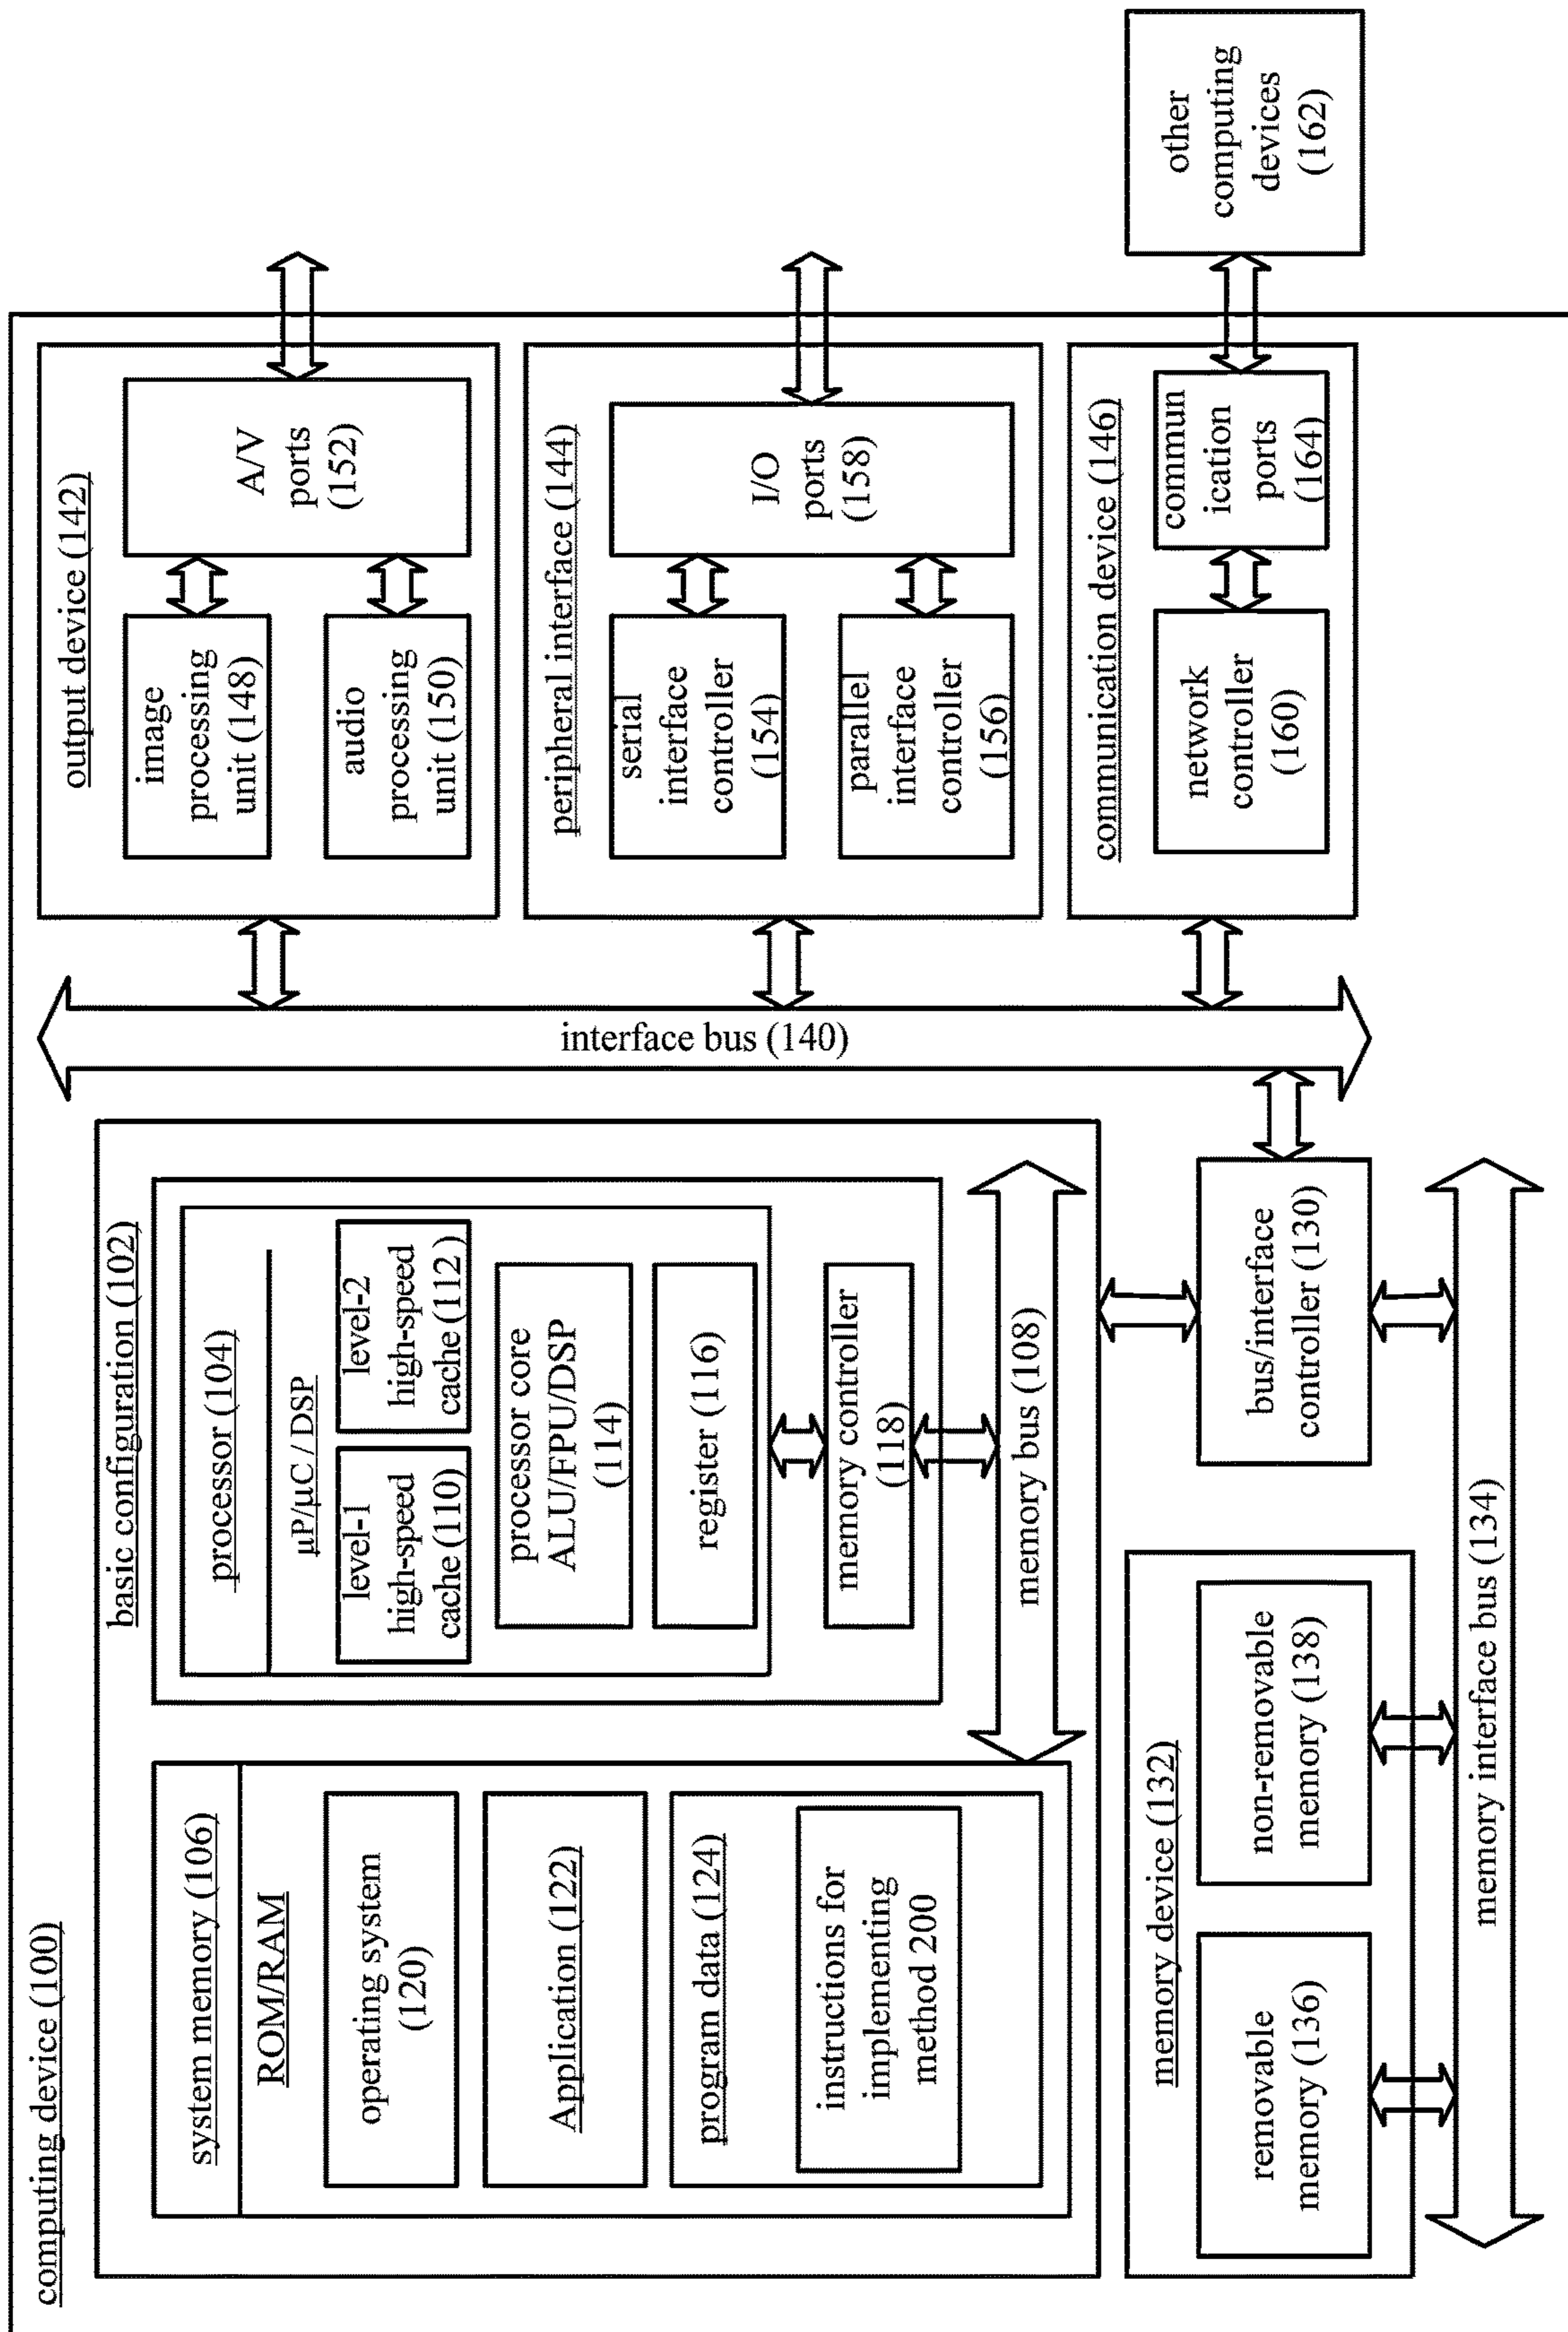 computing device (100)
basic configuration (102)
system memory (106)
ROM/RAM
operating system
(120)
Application (122)
program data (124)
instructions for
implementing
method 200
processor (104)
μP/μC / DSP
level-1
high-speed
cache (110)
level-2
high-speed
cache (112)
processor core
ALU/FPU/DSP
(114)
register (116)
memory controller
(118)
memory bus (108)
memory device (132)
removable
memory (136)
non-removable
memory (138)
bus/interface
controller (130)
memory interface bus (134)
interface bus (140)
output device (142)
image
processing
unit (148)
audio
processing
unit (150)
A/V
ports
(152)
peripheral interface (144)
serial
interface
controller
(154)
parallel
interface
controller
(156)
I/O
ports
(158)
communication device (146)
network
controller
(160)
commun
ication
ports
(164)
other
computing
devices
(162)